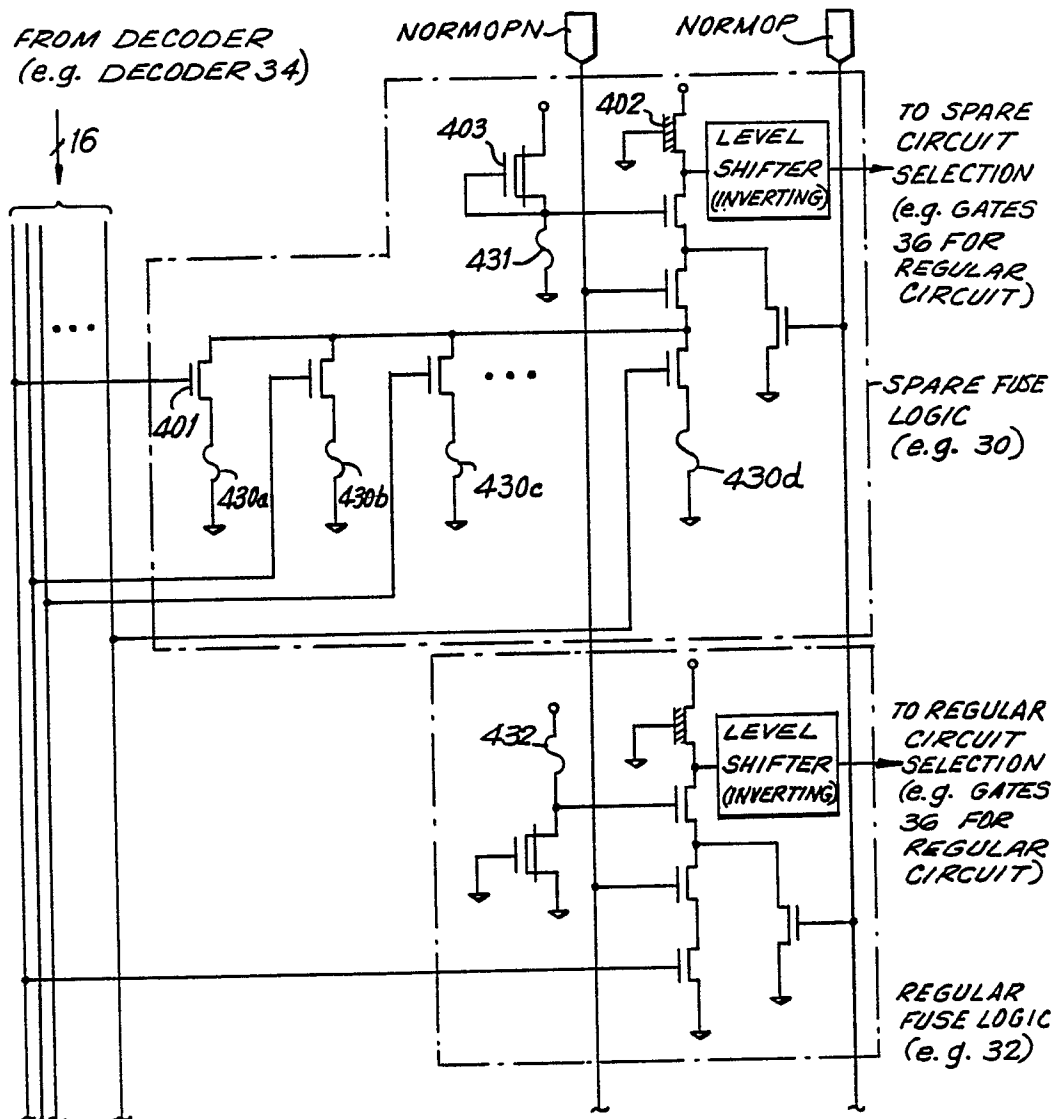 FROM DECODER
(e.g. DECODER 34)
16
NORMOPN
NORMOP
403
402
LEVEL
SHIFTER
(INVERTING)
TO SPARE
CIRCUIT
SELECTION
(e.g. GATES
36 FOR
REGULAR
CIRCUIT)
431
401
430a
430b
430c
430d
SPARE FUSE
LOGIC
(e.g. 30)
432
LEVEL
SHIFTER
(INVERTING)
TO REGULAR
CIRCUIT
SELECTION
(e.g. GATES
36 FOR
REGULAR
CIRCUIT)
REGULAR
FUSE LOGIC
(e.g. 32)